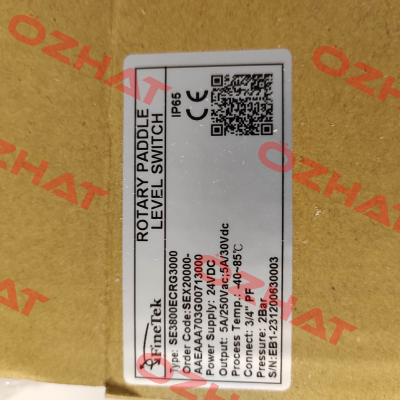 FineTek
ROTARY PADDLE
LEVEL SWITCH
IP65
CE
Type: SE3800ECRG3000
Order Code:SEX20000-
AAEAAA703G00713000
Power Supply: 24VDC
Output: 5A/250Vac;5A/30Vdc
Process Temp.: -40~85℃
Connect: 3/4" PF
Pressure: 2Bar
S/N:EB1-231200630003
OZHAT
OZHAT
OZHAT
OZHAT
OZHAT